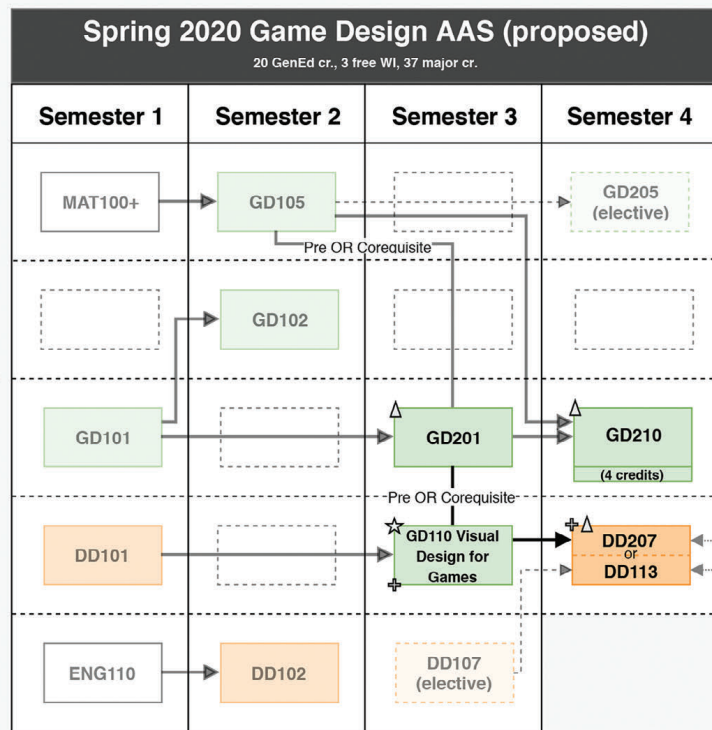 Spring 2020 Game Design AAS (proposed)
20 GenEd cr., 3 free WI, 37 major cr.
Semester 1
Semester 2
Semester 3
Semester 4
MAT100+
GD105
GD205
(elective)
Pre OR Corequisite
GD102
GD101
GD201
GD210
(4 credits)
Pre OR Corequisite
DD101
GD110 Visual
Design for
Games
DD207
or
DD113
ENG110
DD102
DD107
(elective)